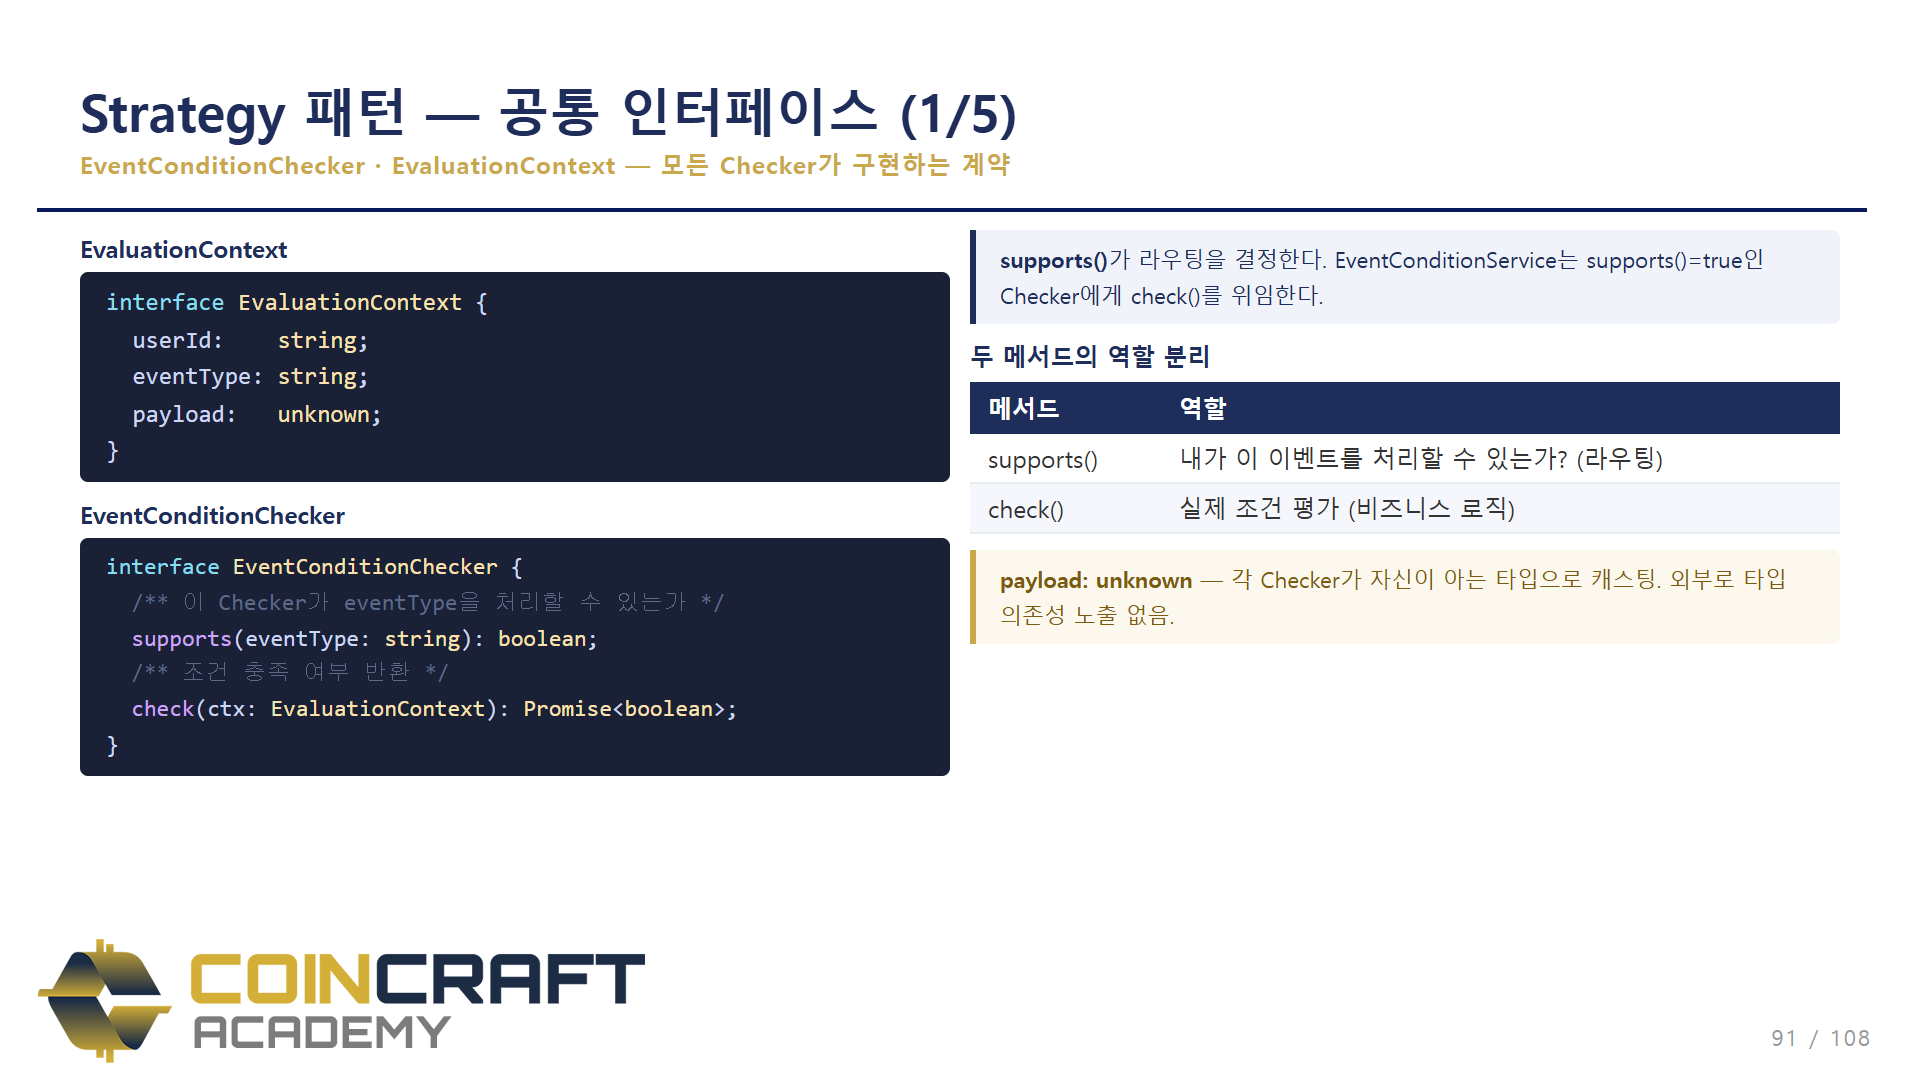 Strategy 패턴 — 공통 인터페이스 (1/5)
EventConditionChecker · EvaluationContext — 모든 Checker가 구현하는 계약
EvaluationContext
interface EvaluationContext {
  userId:    string;
  eventType: string;
  payload:   unknown;
}
EventConditionChecker
interface EventConditionChecker {
  /** 이 Checker가 eventType을 처리할 수 있는가 */
  supports(eventType: string): boolean;
  /** 조건 충족 여부 반환 */
  check(ctx: EvaluationContext): Promise<boolean>;
}
supports()가 라우팅을 결정한다. EventConditionService는 supports()=true인
Checker에게 check()를 위임한다.
두 메서드의 역할 분리
메서드 역할
supports() 내가 이 이벤트를 처리할 수 있는가? (라우팅)
check() 실제 조건 평가 (비즈니스 로직)
payload: unknown — 각 Checker가 자신이 아는 타입으로 캐스팅. 외부로 타입
의존성 노출 없음.
COINCRAFT
ACADEMY
91 / 108